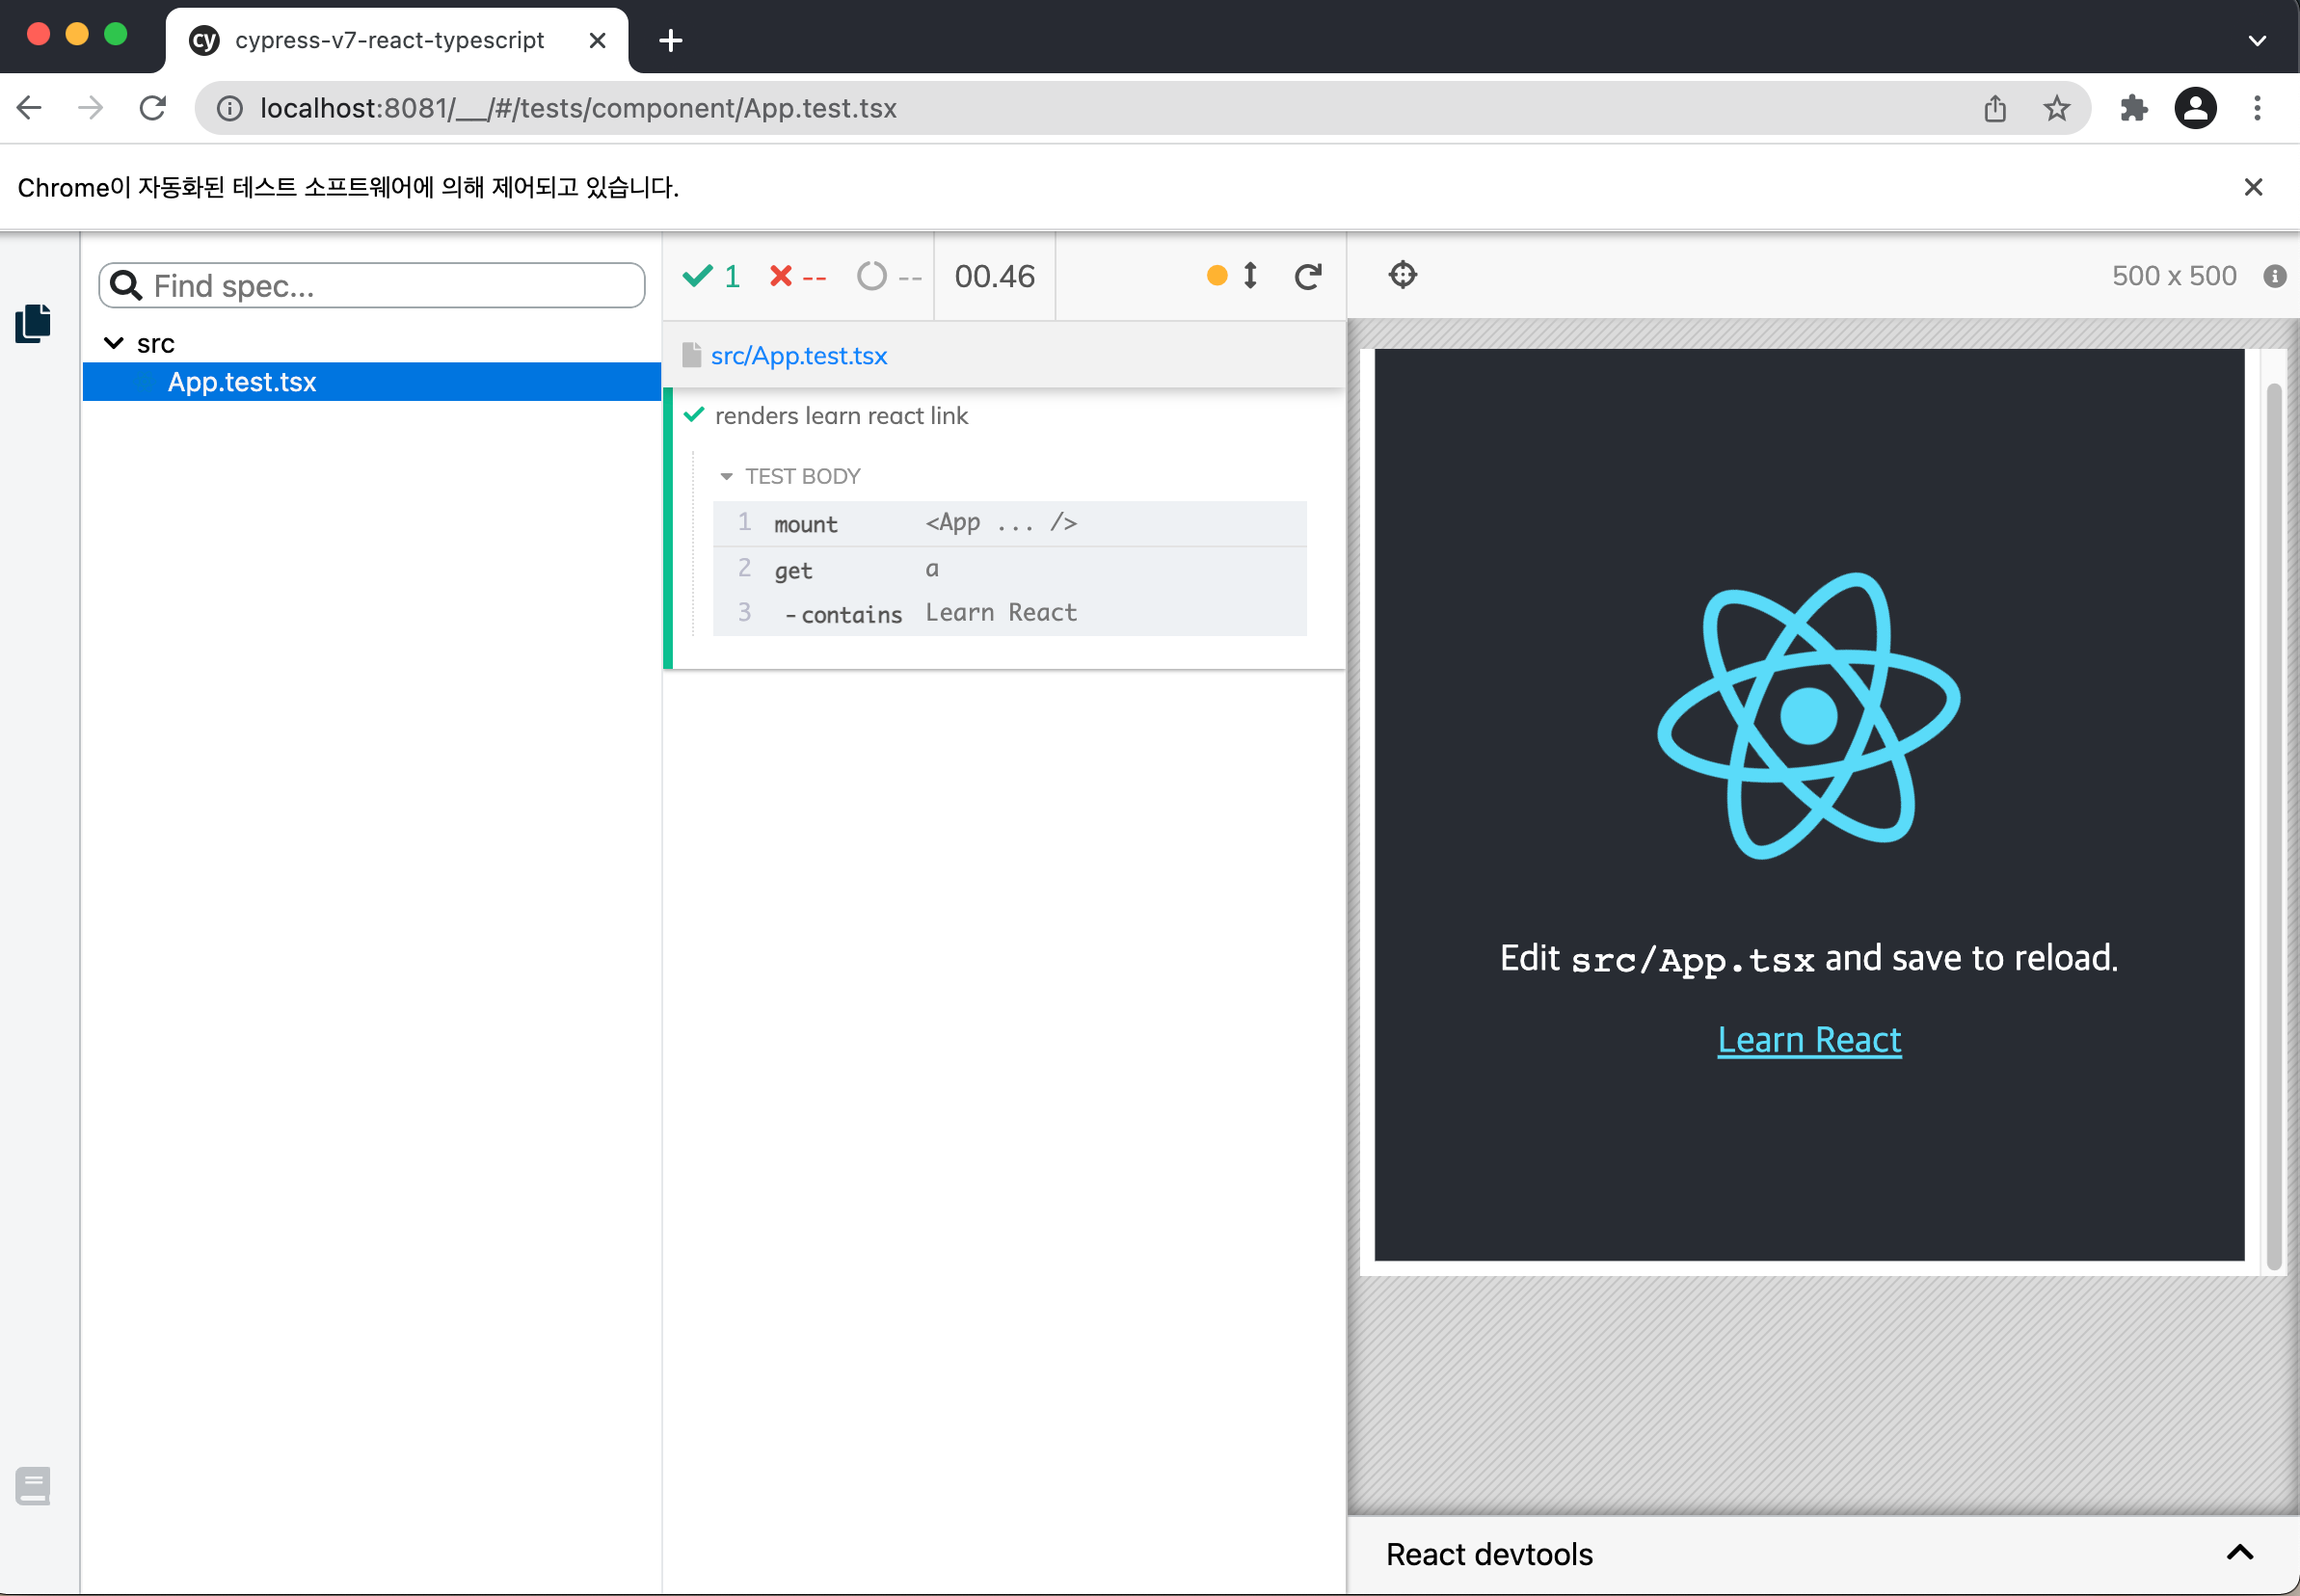 cy cypress-v7-react-typescript
localhost:8081/__/#/tests/component/App.test.tsx
Chrome이 자동화된 테스트 소프트웨어에 의해 제어되고 있습니다.
Find spec...
src
App.test.tsx
1 -- -- 00.46
src/App.test.tsx
renders learn react link
TEST BODY
1 mount <App ... />
2 get a
3 -contains Learn React
500 x 500
Edit src/App.tsx and save to reload.
Learn React
React devtools